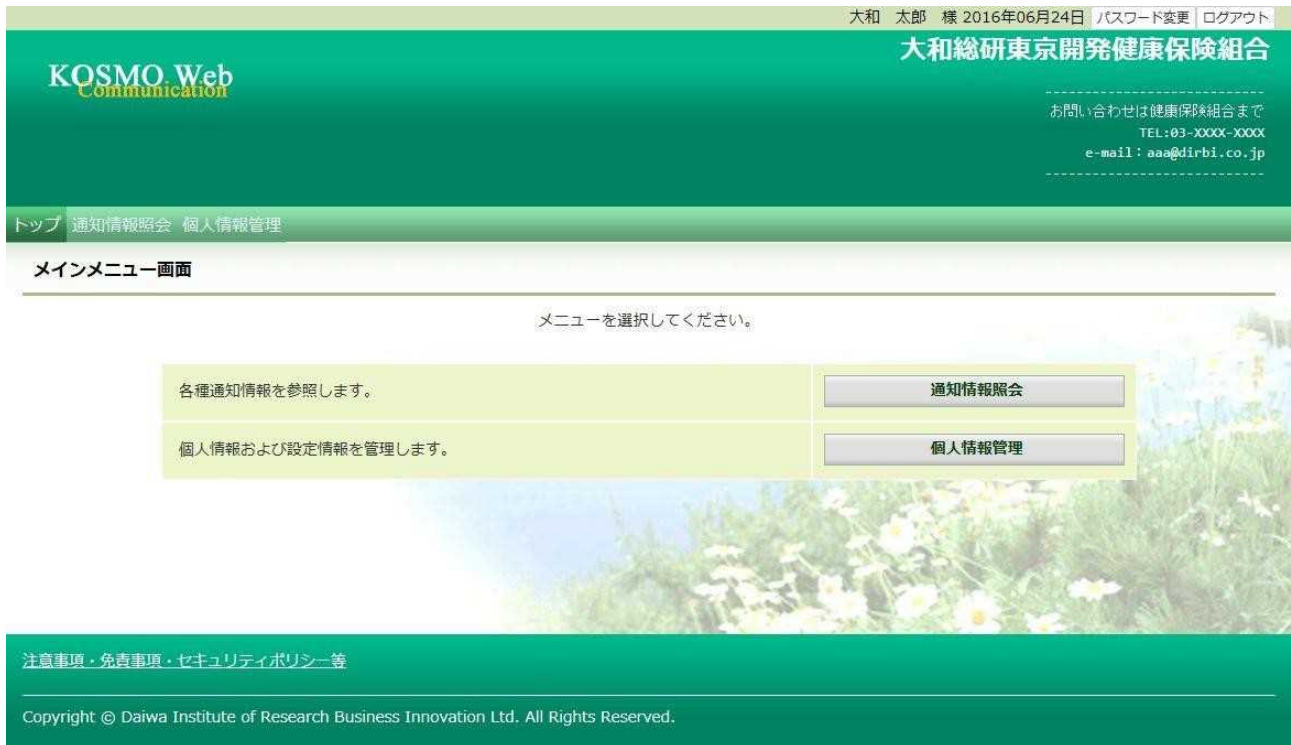 大和　太郎　様 2016年06月24日 パスワード変更 ログアウト
大和総研東京開発健康保険組合
KOSMO Web
Communication
----------------------------
お問い合わせは健康保険組合まで
TEL:03-XXXX-XXXX
e-mail：aaa@dirbi.co.jp
----------------------------
トップ 通知情報照会 個人情報管理
メインメニュー画面
メニューを選択してください。
各種通知情報を参照します。 通知情報照会
個人情報および設定情報を管理します。 個人情報管理
注意事項・免責事項・セキュリティポリシー等
Copyright © Daiwa Institute of Research Business Innovation Ltd. All Rights Reserved.